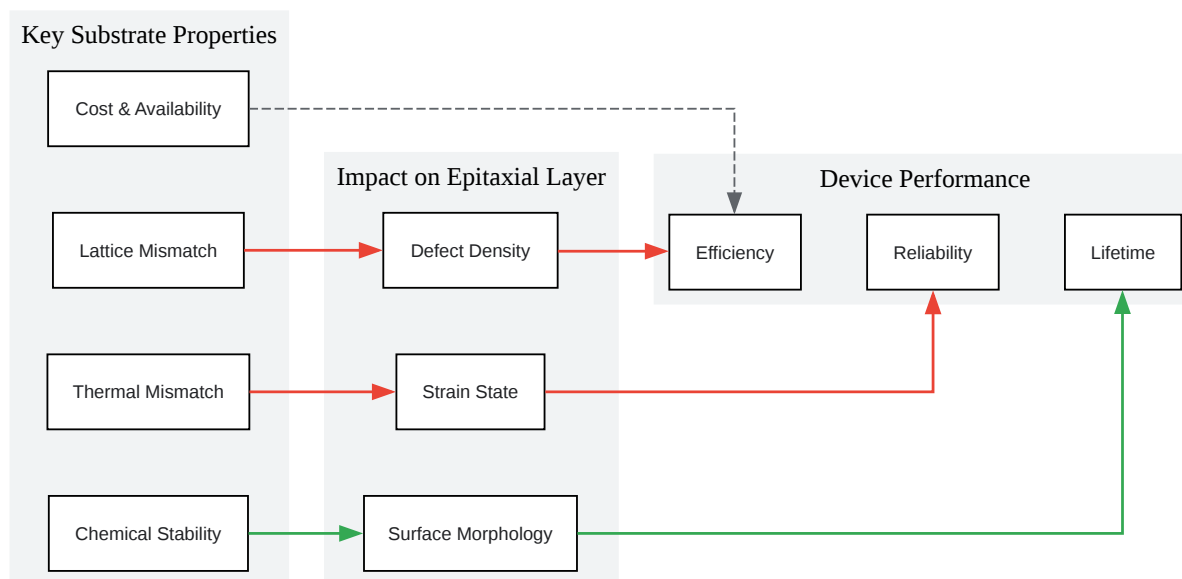 Key Substrate Properties
Cost & Availability
Lattice Mismatch
Thermal Mismatch
Chemical Stability
Impact on Epitaxial Layer
Defect Density
Strain State
Surface Morphology
Device Performance
Efficiency
Reliability
Lifetime